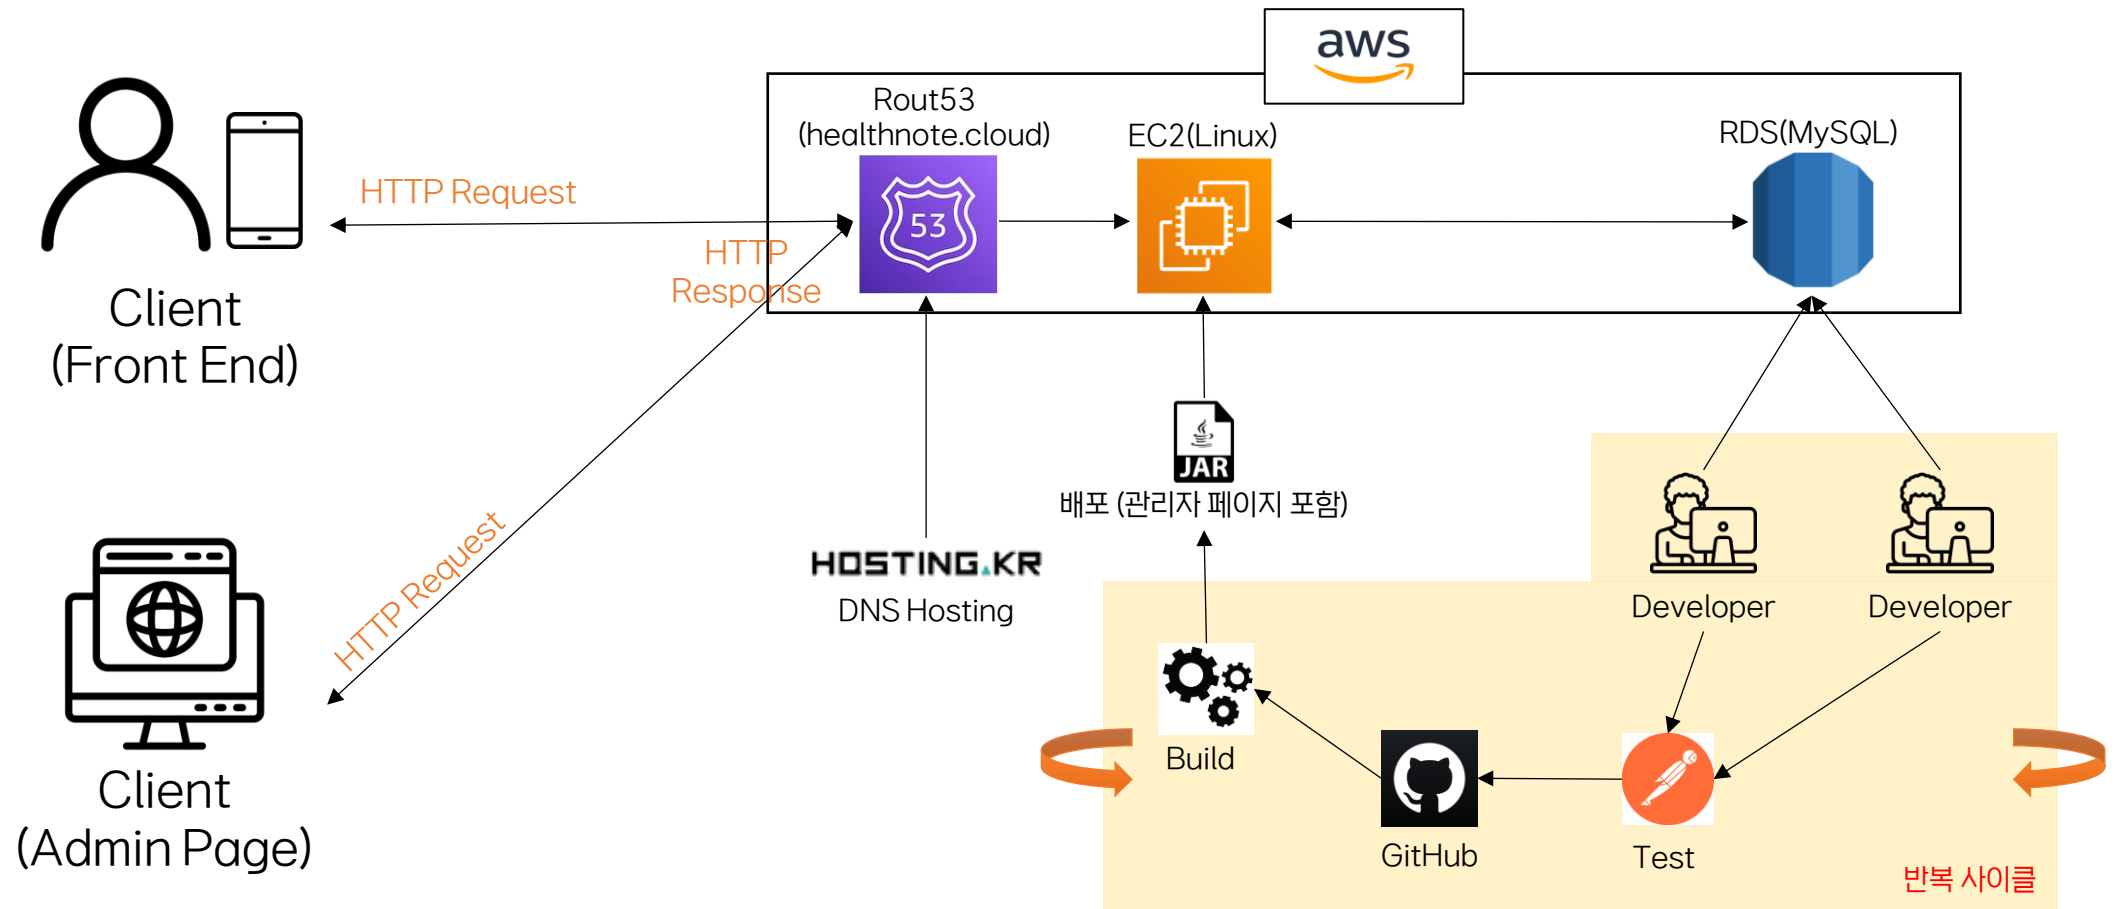 aws
Rout53
(healthnote.cloud)
EC2(Linux)
RDS(MySQL)
53
HTTP Request
HTTP
Response
Client
(Front End)
JAR
배포 (관리자 페이지 포함)
HOSTING.KR
DNS Hosting
HTTP Request
Developer
Developer
Build
Client
(Admin Page)
GitHub
Test
반복 사이클